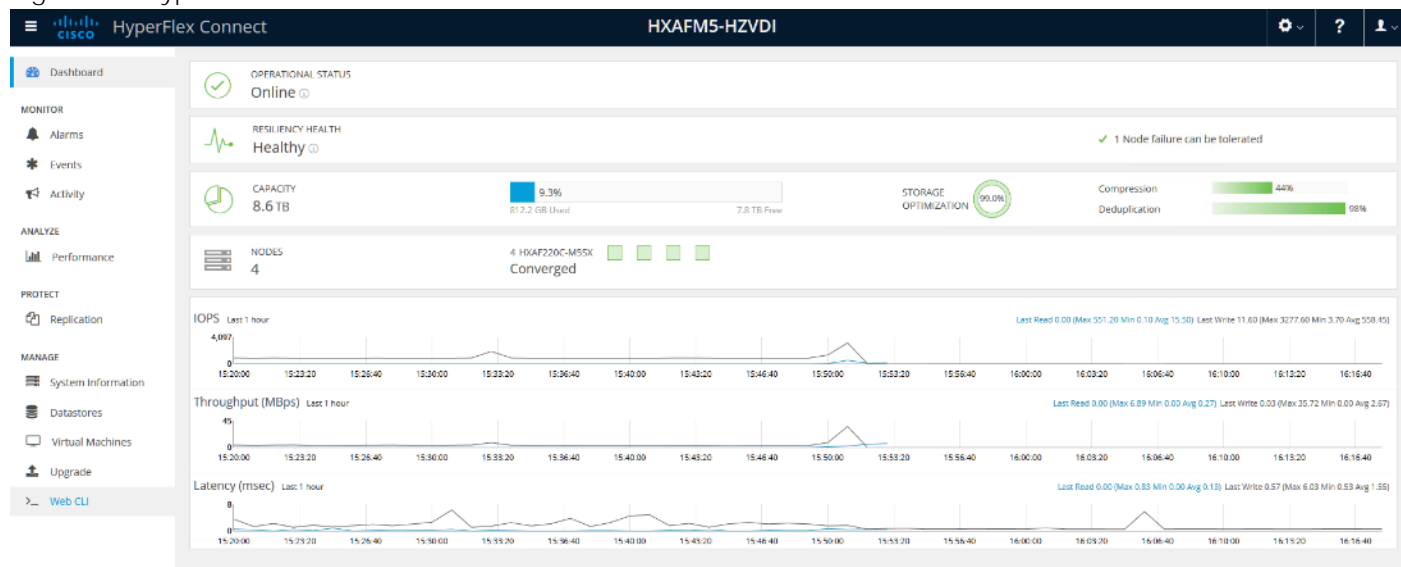 cisco HyperFlex Connect
HXAFM5-HZVDI
?
Dashboard
MONITOR
Alarms
Events
Activity
ANALYZE
Performance
PROTECT
Replication
MANAGE
System Information
Datastores
Virtual Machines
Upgrade
>_ Web CLI
OPERATIONAL STATUS
Online
RESILIENCY HEALTH
Healthy
1 Node failure can be tolerated
CAPACITY
8.6 TB
9.3%
812.2 GB Used 7.8 TB Free
STORAGE
OPTIMIZATION
99.0%
Compression 44%
Deduplication 98%
NODES
4
4 HXAF220C-M5SX
Converged
IOPS Last 1 hour
Last Read 0.00 (Max 551.20 Min 0.10 Avg 15.50) Last Write 11.60 (Max 3277.60 Min 3.70 Avg 558.45)
4,097
0
15:20:00 15:23:20 15:26:40 15:30:00 15:33:20 15:36:40 15:40:00 15:43:20 15:46:40 15:50:00 15:53:20 15:56:40 16:00:00 16:03:20 16:06:40 16:10:00 16:13:20 16:16:40
Throughput (MBps) Last 1 hour
Last Read 0.00 (Max 6.89 Min 0.00 Avg 0.27) Last Write 0.03 (Max 35.72 Min 0.00 Avg 2.67)
45
0
15:20:00 15:23:20 15:26:40 15:30:00 15:33:20 15:36:40 15:40:00 15:43:20 15:46:40 15:50:00 15:53:20 15:56:40 16:00:00 16:03:20 16:06:40 16:10:00 16:13:20 16:16:40
Latency (msec) Last 1 hour
Last Read 0.00 (Max 0.83 Min 0.00 Avg 0.13) Last Write 0.57 (Max 6.03 Min 0.53 Avg 1.55)
8
0
15:20:00 15:23:20 15:26:40 15:30:00 15:33:20 15:36:40 15:40:00 15:43:20 15:46:40 15:50:00 15:53:20 15:56:40 16:00:00 16:03:20 16:06:40 16:10:00 16:13:20 16:16:40